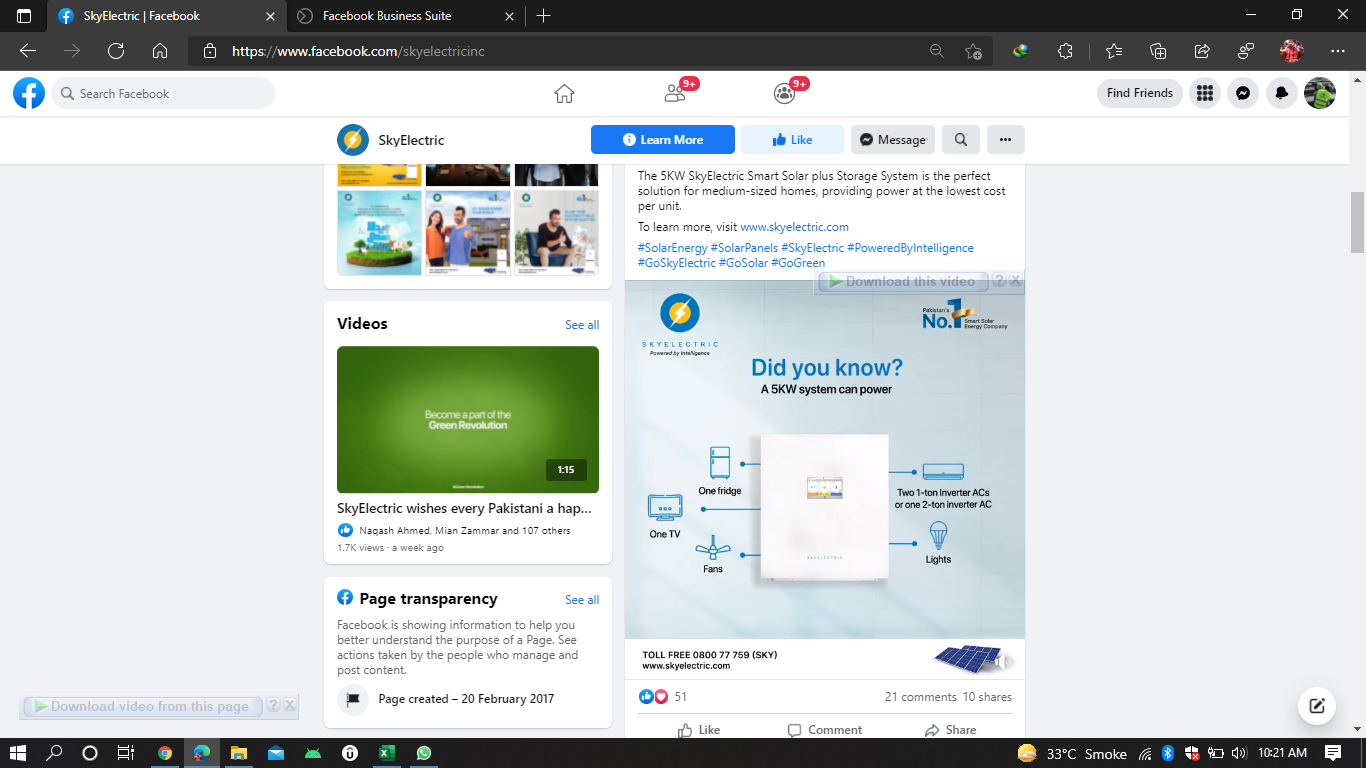 SkyElectric | Facebook
Facebook Business Suite
https://www.facebook.com/skyelectricinc
Search Facebook
9+
9+
Find Friends
SkyElectric
Learn More
Like
Message
Videos
See all
Become a part of the
Green Revolution
1:15
SkyElectric wishes every Pakistani a hap...
Naqash Ahmed, Mian Zammar and 107 others
1.7K views · a week ago
Page transparency
See all
Facebook is showing information to help you
better understand the purpose of a Page. See
actions taken by the people who manage and
post content.
Page created – 20 February 2017
Download video from this page
?
The 5KW SkyElectric Smart Solar plus Storage System is the perfect
solution for medium-sized homes, providing power at the lowest cost
per unit.
To learn more, visit www.skyelectric.com
#SolarEnergy #SolarPanels #SkyElectric #PoweredByIntelligence
#GoSkyElectric #GoSolar #GoGreen
Download this video
?
SKYELECTRIC
Powered by Intelligence
Pakistan's
No.1
Smart Solar
Energy Company
Did you know?
A 5KW system can power
One fridge
One TV
Fans
Two 1-ton Inverter ACs
or one 2-ton inverter AC
Lights
SKYELECTRIC
TOLL FREE 0800 77 759 (SKY)
www.skyelectric.com
51
21 comments 10 shares
Like
Comment
Share
33°C Smoke
10:21 AM